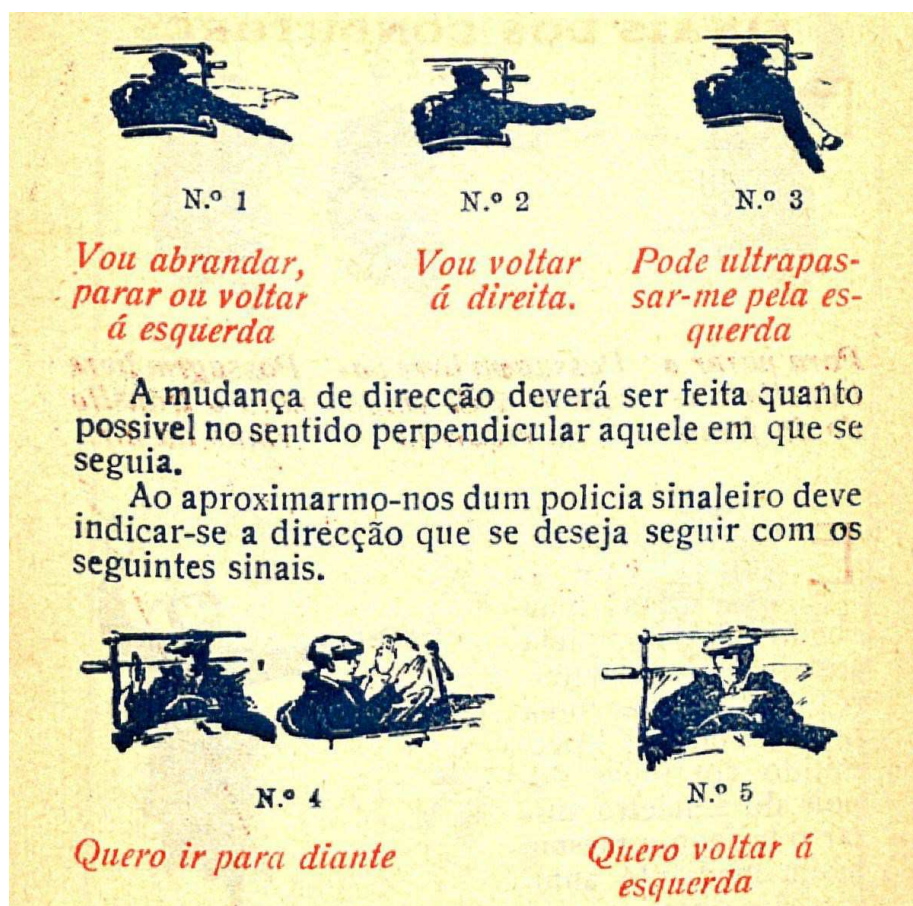 N.º 1
N.º 2
N.º 3
Vou abrandar,
parar ou voltar
á esquerda
Vou voltar
á direita.
Pode ultrapas-
sar-me pela es-
querda
A mudança de direcção deverá ser feita quanto
possivel no sentido perpendicular aquele em que se
seguia.
Ao aproximarmo-nos dum policia sinaleiro deve
indicar-se a direcção que se deseja seguir com os
seguintes sinais.
N.º 4
N.º 5
Quero ir para diante
Quero voltar á
esquerda